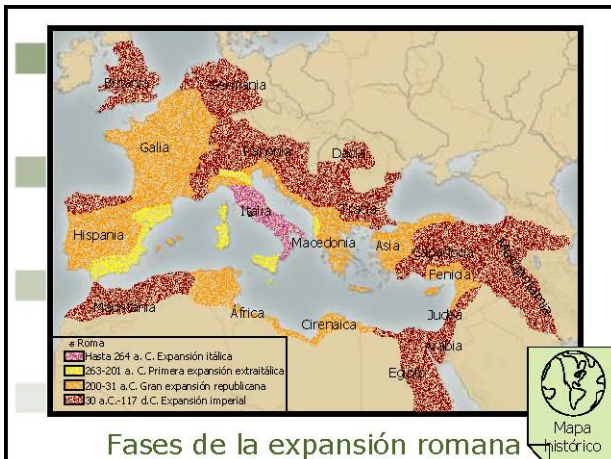 Britania
Germania
Galia
Panonia
Dacia
Italia
Tracia
Hispania
Macedonia
Asia
Capadocia
Mesopotamia
Fenicia
Mauritania
África
Cirenaica
Judea
Arabia
Egipto
Roma
Hasta 264 a. C. Expansión itálica
263-201 a. C. Primera expansión extraitálica
200-31 a.C. Gran expansión republicana
30 a.C.-117 d.C. Expansión imperial
Fases de la expansión romana
Mapa
histórico